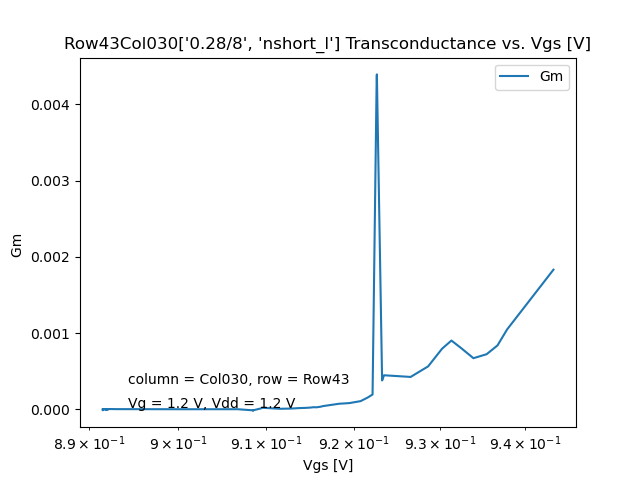 Row43Col030['0.28/8', 'nshort_l'] Transconductance vs. Vgs [V]
Gm
0.004
0.003
0.002
0.001
0.000
Gm
column = Col030, row = Row43
Vg = 1.2 V, Vdd = 1.2 V
8.9 × 10⁻¹ 9 × 10⁻¹ 9.1 × 10⁻¹ 9.2 × 10⁻¹ 9.3 × 10⁻¹ 9.4 × 10⁻¹
Vgs [V]